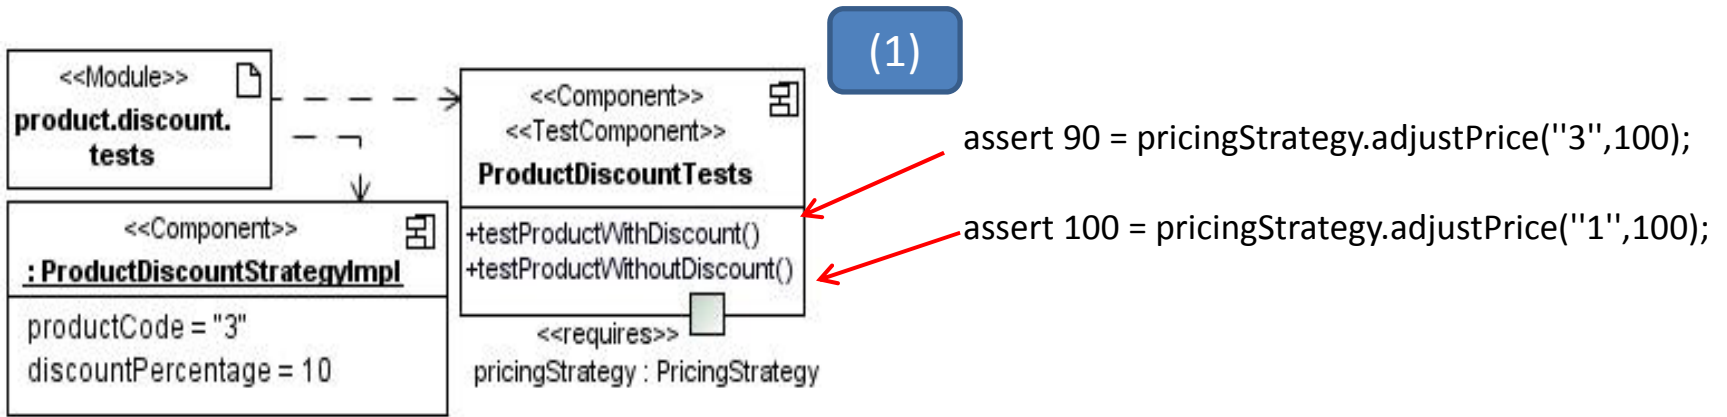 (1)
<<Module>>
product.discount.
tests
<<Component>>
<<TestComponent>>
ProductDiscountTests
+testProductWithDiscount()
+testProductWithoutDiscount()
<<requires>>
pricingStrategy : PricingStrategy
<<Component>>
: ProductDiscountStrategyImpl
productCode = "3"
discountPercentage = 10
assert 90 = pricingStrategy.adjustPrice(''3'',100);
assert 100 = pricingStrategy.adjustPrice(''1'',100);